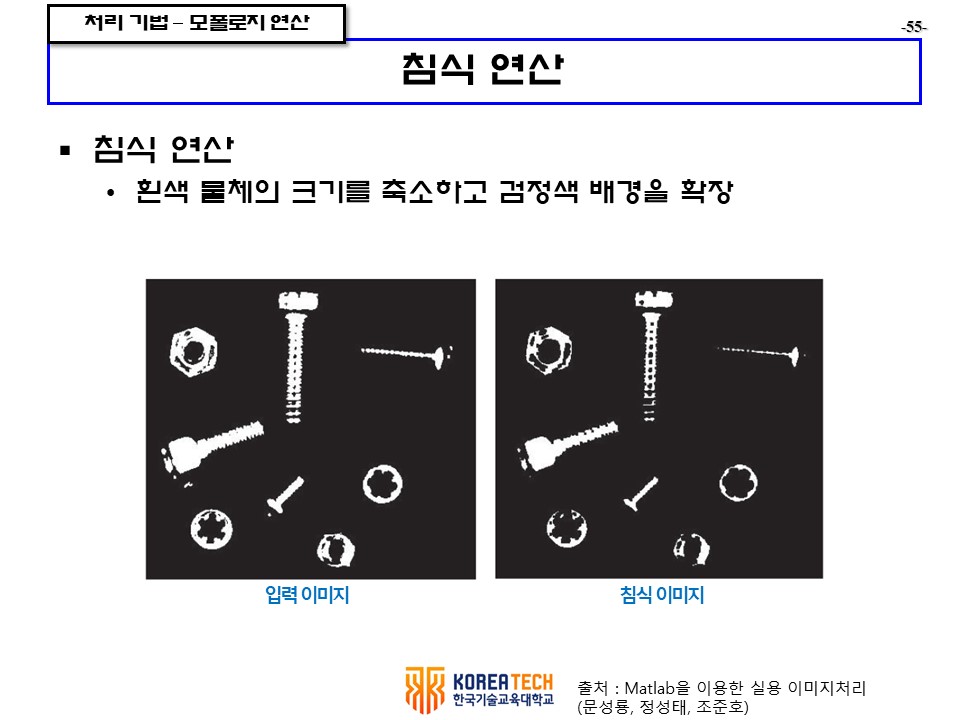 처리 기법 – 모폴로지 연산
-55-
침식 연산
▪ 침식 연산
• 흰색 물체의 크기를 축소하고 검정색 배경을 확장
입력 이미지
침식 이미지
KOREATECH
한국기술교육대학교
출처 : Matlab을 이용한 실용 이미지처리
(문성룡, 정성태, 조준호)